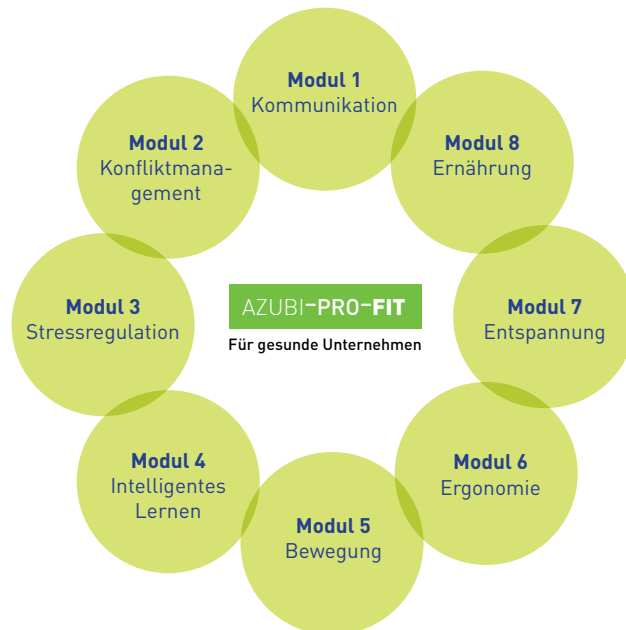 Modul 1
Kommunikation
Modul 2
Konfliktmana-
gement
Modul 3
Stressregulation
Modul 4
Intelligentes
Lernen
Modul 5
Bewegung
Modul 6
Ergonomie
Modul 7
Entspannung
Modul 8
Ernährung
AZUBI-PRO-FIT
Für gesunde Unternehmen